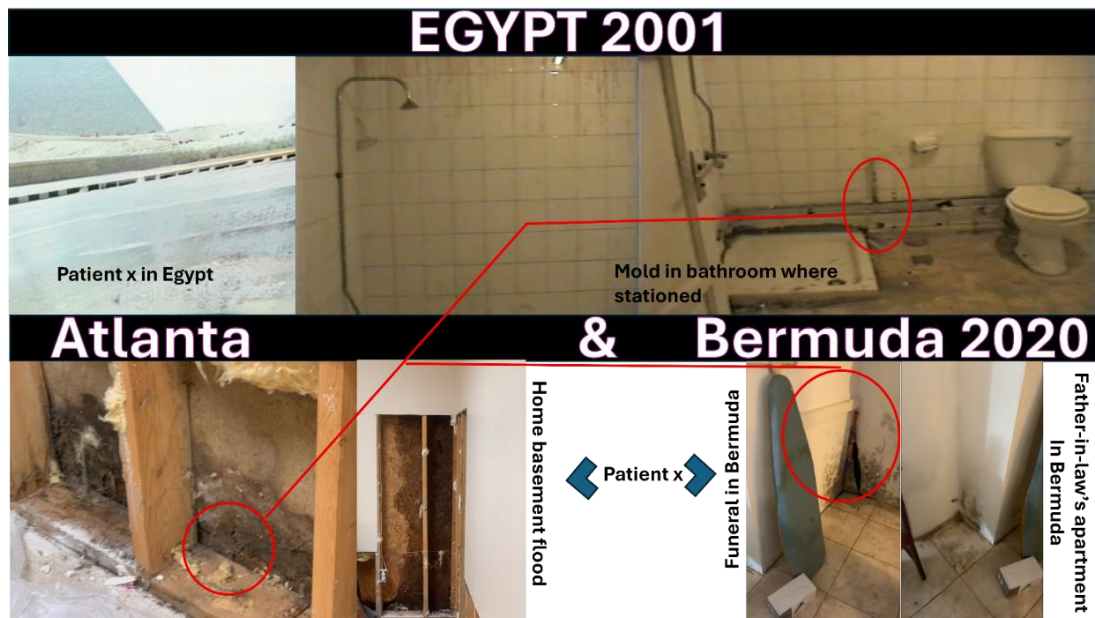 EGYPT 2001
Patient x in Egypt
Mold in bathroom where
stationed
Atlanta & Bermuda 2020
Home basement flood
Patient x
Funeral in Bermuda
Father-in-law's apartment
In Bermuda